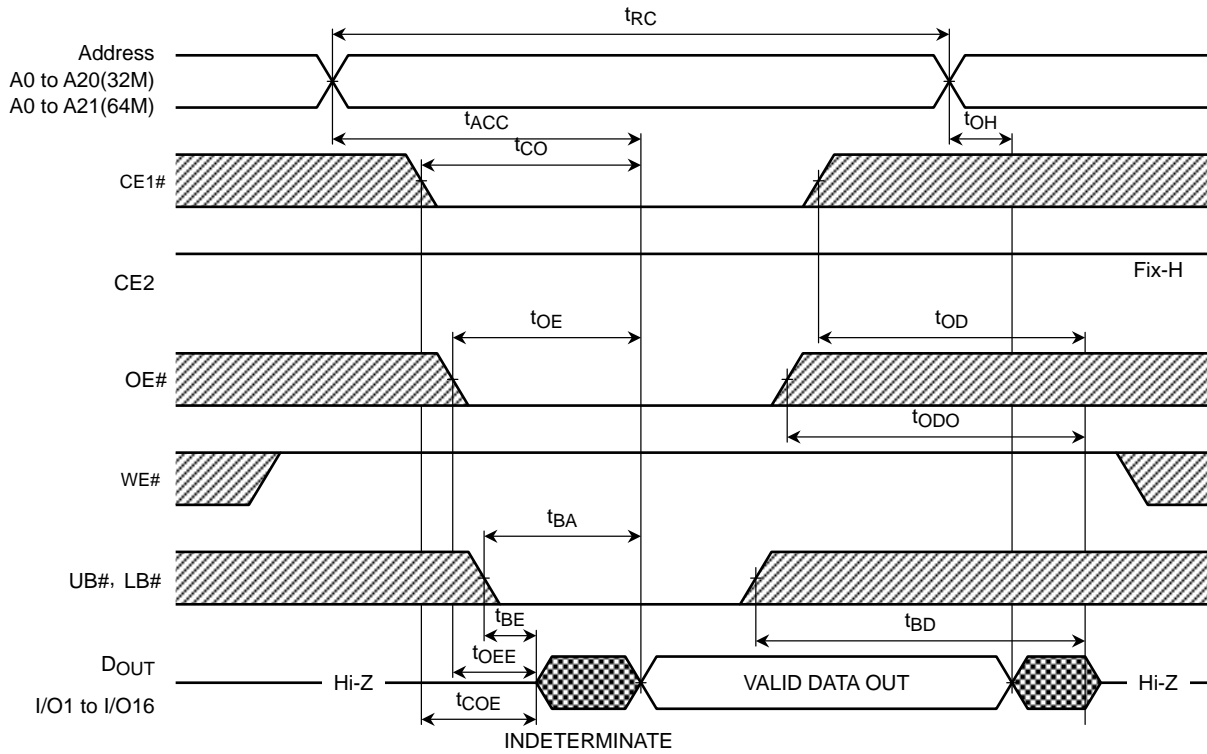 tRC
Address
A0 to A20(32M)
A0 to A21(64M)
tACC
tOH
tCO
CE1#
CE2
Fix-H
tOE
tOD
OE#
tODO
WE#
tBA
UB#, LB#
tBE
tBD
DOUT
tOEE
Hi-Z
VALID DATA OUT
Hi-Z
I/O1 to I/O16
tCOE
INDETERMINATE